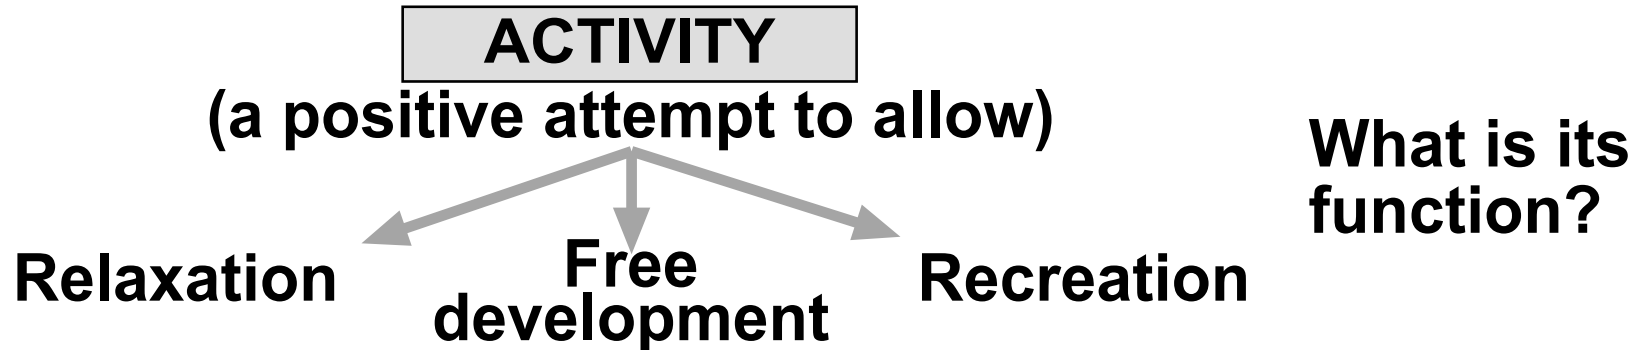 ACTIVITY
(a positive attempt to allow)
What is its
function?
Relaxation
Free
development
Recreation